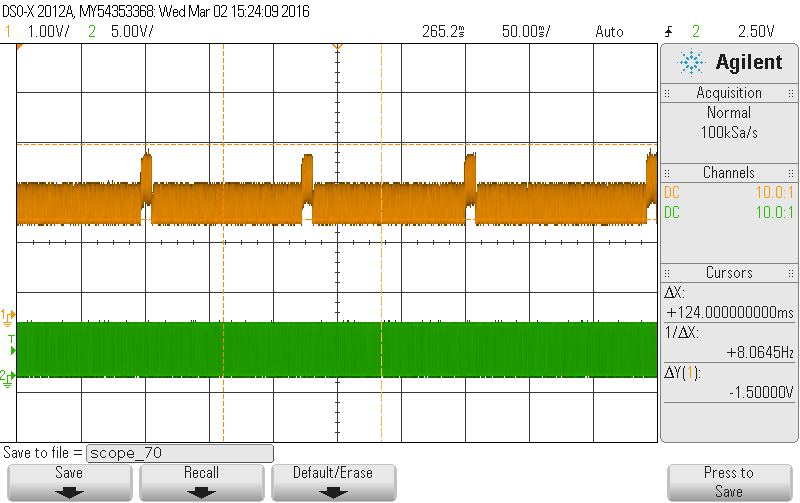 DSO-X 2012A, MY54353368: Wed Mar 02 15:24:09 2016
1 1.00V/ 2 5.00V/ 265.2ms 50.00ms/ Auto 2 2.50V
Agilent
Acquisition
Normal
100kSa/s
Channels
DC 10.0:1
DC 10.0:1
Cursors
ΔX:
+124.000000000ms
1/ΔX:
+8.0645Hz
ΔY(1):
-1.50000V
1
T
2
Save to file = scope_70
Save
Recall
Default/Erase
Press to
Save